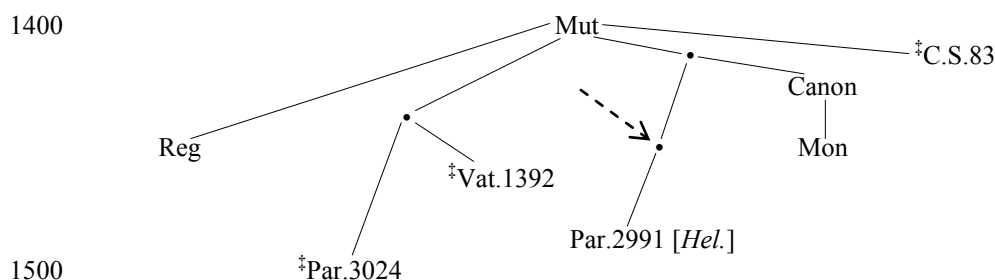 1400 Mut
‡C.S.83
Canon
Reg Mon
‡Vat.1392
Par.2991 [Hel.]
1500 ‡Par.3024